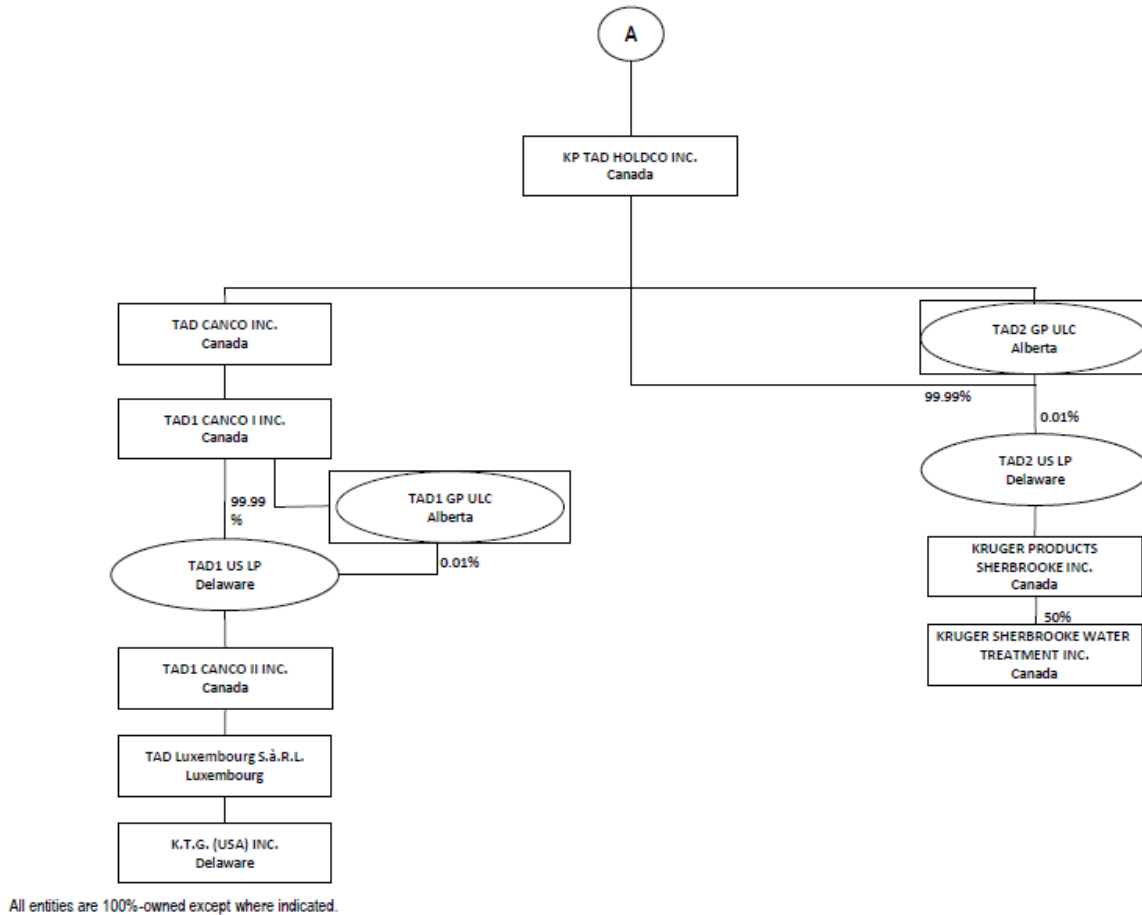 A
KP TAD HOLDCO INC.
Canada
TAD CANCO INC.
Canada
TAD2 GP ULC
Alberta
99.99%
0.01%
TAD1 CANCO I INC.
Canada
TAD2 US LP
Delaware
99.99
%
TAD1 GP ULC
Alberta
0.01%
TAD1 US LP
Delaware
KRUGER PRODUCTS
SHERBROOKE INC.
Canada
50%
KRUGER SHERBROOKE WATER
TREATMENT INC.
Canada
TAD1 CANCO II INC.
Canada
TAD Luxembourg S.à.R.L.
Luxembourg
K.T.G. (USA) INC.
Delaware
All entities are 100%-owned except where indicated.